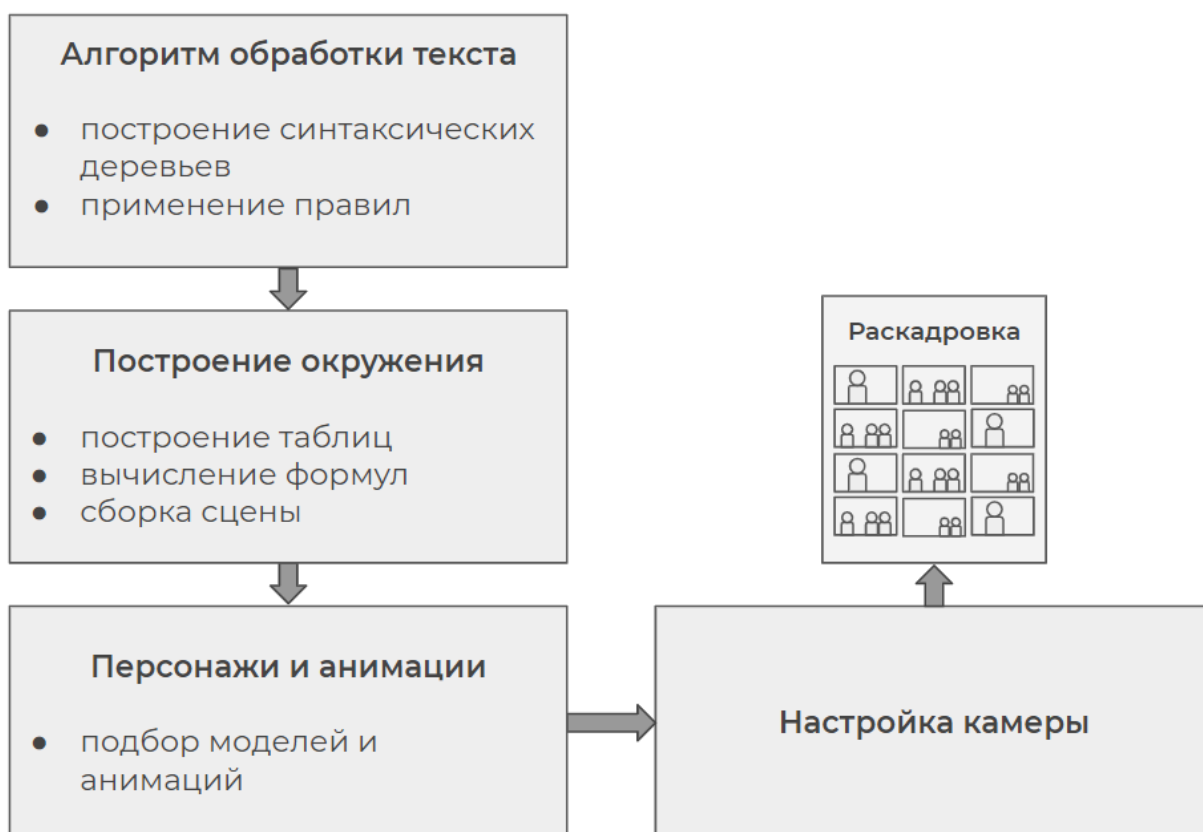 Алгоритм обработки текста
● построение синтаксических
деревьев
● применение правил
Построение окружения
● построение таблиц
● вычисление формул
● сборка сцены
Персонажи и анимации
● подбор моделей и
анимаций
Настройка камеры
Раскадровка